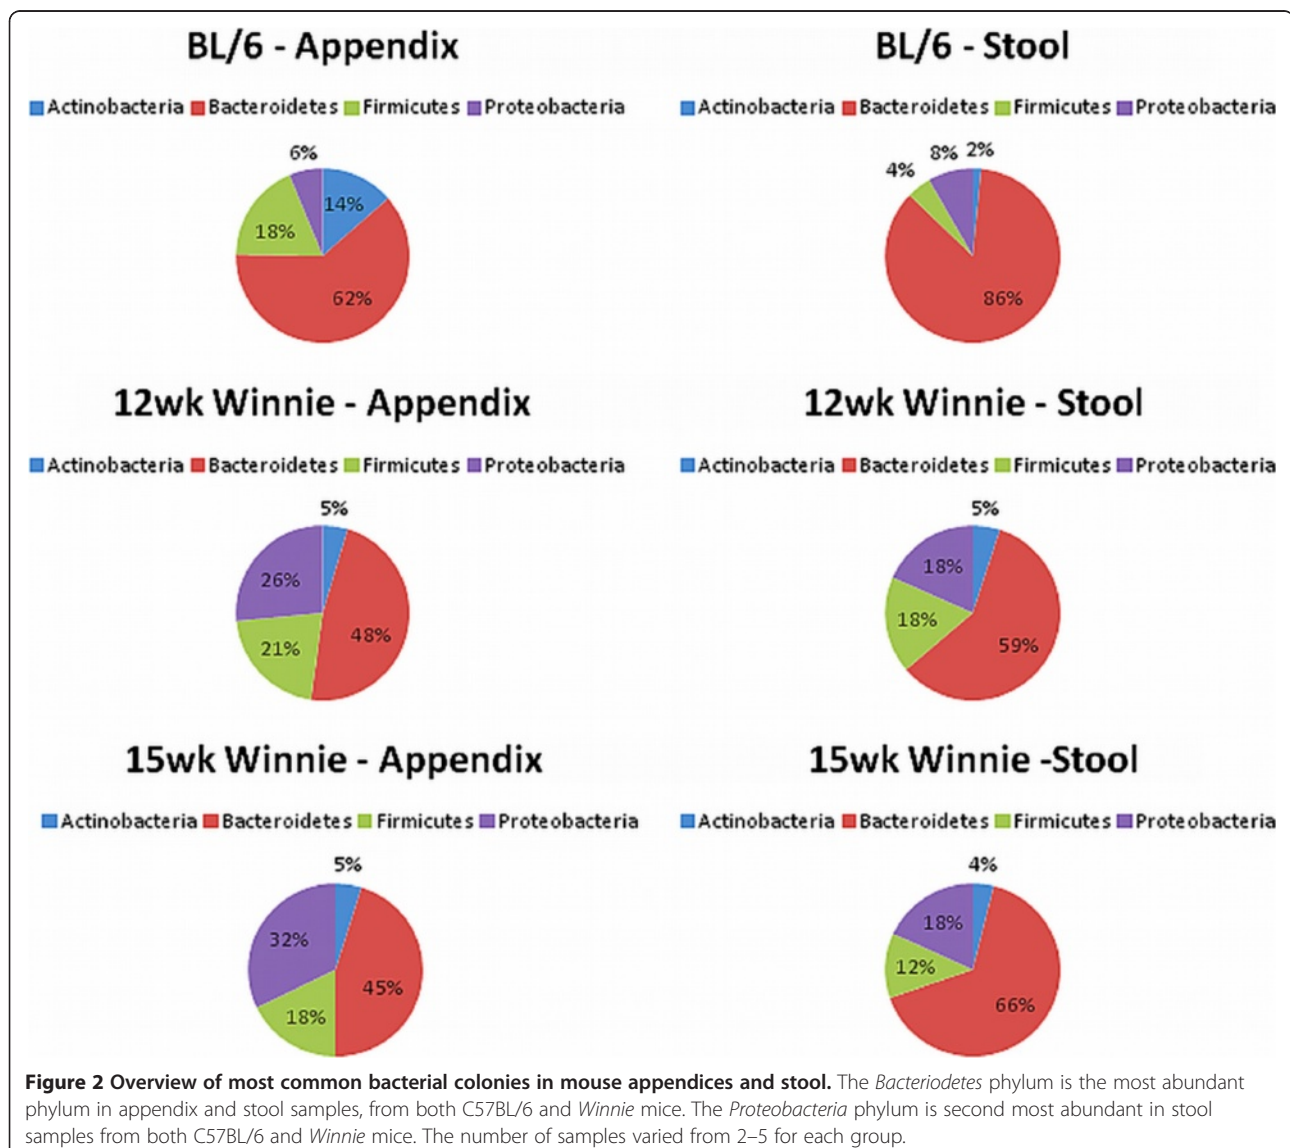 BL/6 - Appendix
Actinobacteria Bacteroidetes Firmicutes Proteobacteria
6%
14%
18%
62%
BL/6 - Stool
Actinobacteria Bacteroidetes Firmicutes Proteobacteria
8% 2%
4%
86%
12wk Winnie - Appendix
Actinobacteria Bacteroidetes Firmicutes Proteobacteria
5%
26%
48%
21%
12wk Winnie - Stool
Actinobacteria Bacteroidetes Firmicutes Proteobacteria
5%
18%
18%
59%
15wk Winnie - Appendix
Actinobacteria Bacteroidetes Firmicutes Proteobacteria
5%
32%
45%
18%
15wk Winnie -Stool
Actinobacteria Bacteroidetes Firmicutes Proteobacteria
4%
18%
12%
66%
Figure 2 Overview of most common bacterial colonies in mouse appendices and stool. The Bacteriodetes phylum is the most abundant
phylum in appendix and stool samples, from both C57BL/6 and Winnie mice. The Proteobacteria phylum is second most abundant in stool
samples from both C57BL/6 and Winnie mice. The number of samples varied from 2–5 for each group.